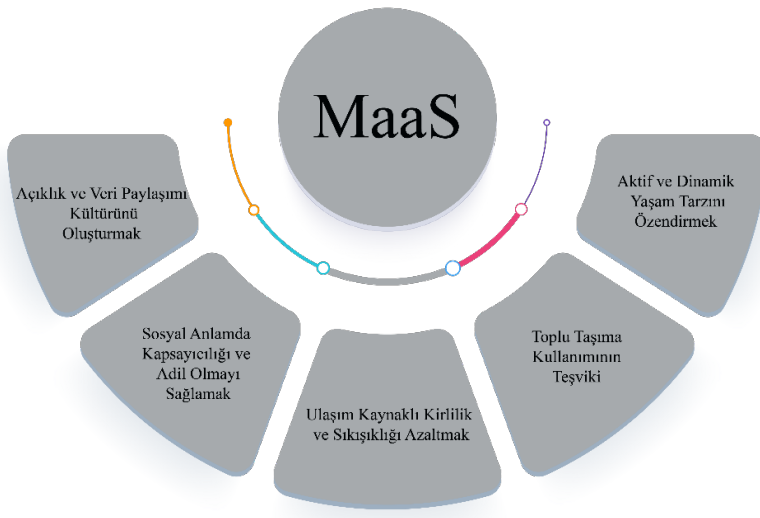 MaaS
Açıklık ve Veri Paylaşımı
Kültürünü
Oluşturmak
Sosyal Anlamda
Kapsayıcılığı ve
Adil Olmayı
Sağlamak
Ulaşım Kaynaklı Kirlilik
ve Sıkışıklığı Azaltmak
Toplu Taşıma
Kullanımının
Teşviki
Aktif ve Dinamik
Yaşam Tarzını
Özendirmek